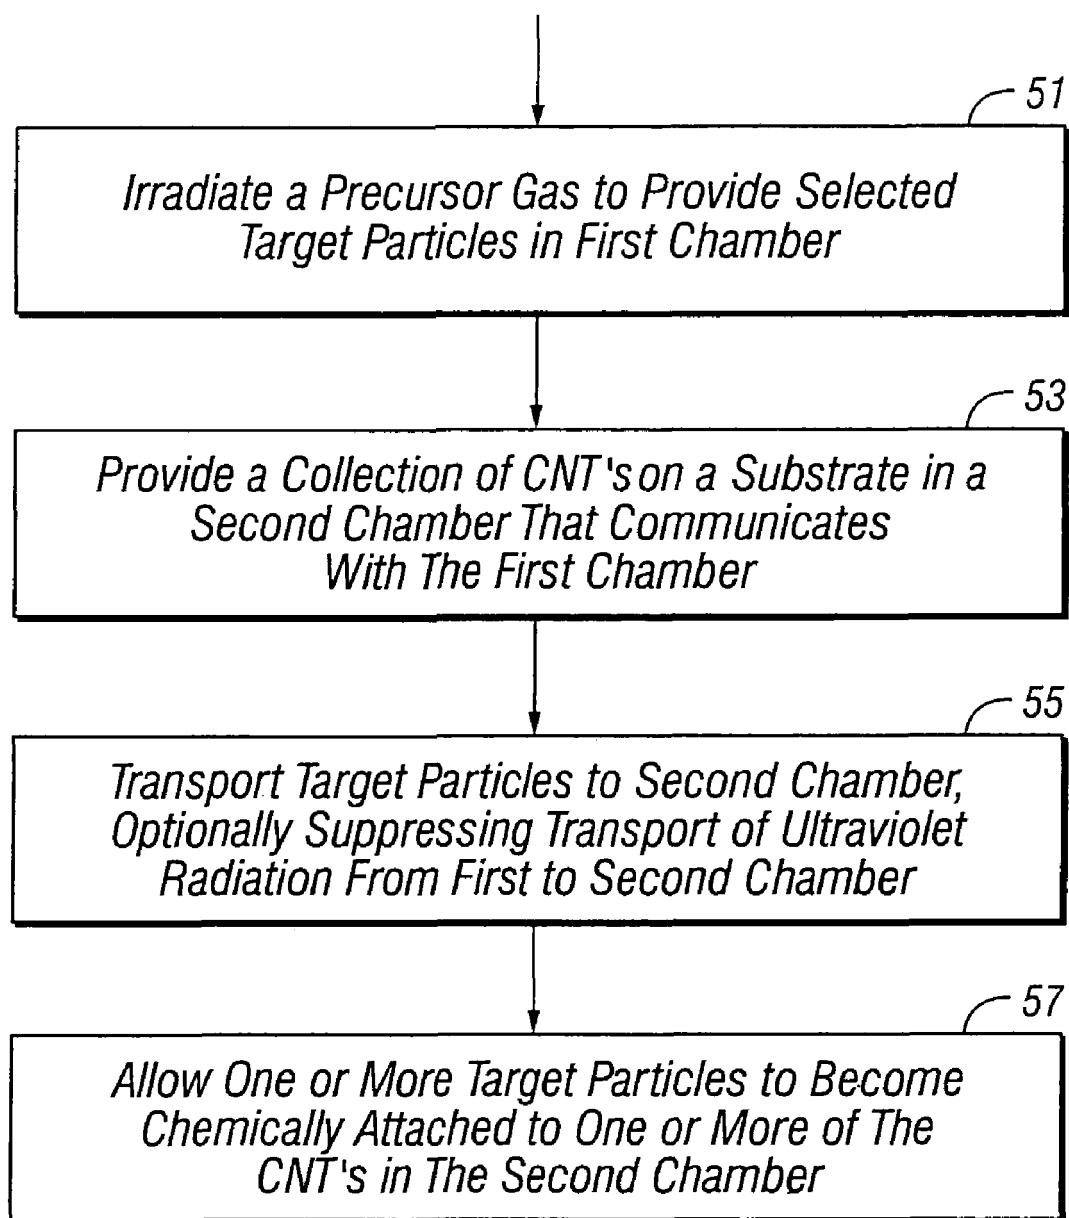 51
Irradiate a Precursor Gas to Provide Selected
Target Particles in First Chamber
53
Provide a Collection of CNT's on a Substrate in a
Second Chamber That Communicates
With The First Chamber
55
Transport Target Particles to Second Chamber,
Optionally Suppressing Transport of Ultraviolet
Radiation From First to Second Chamber
57
Allow One or More Target Particles to Become
Chemically Attached to One or More of The
CNT's in The Second Chamber